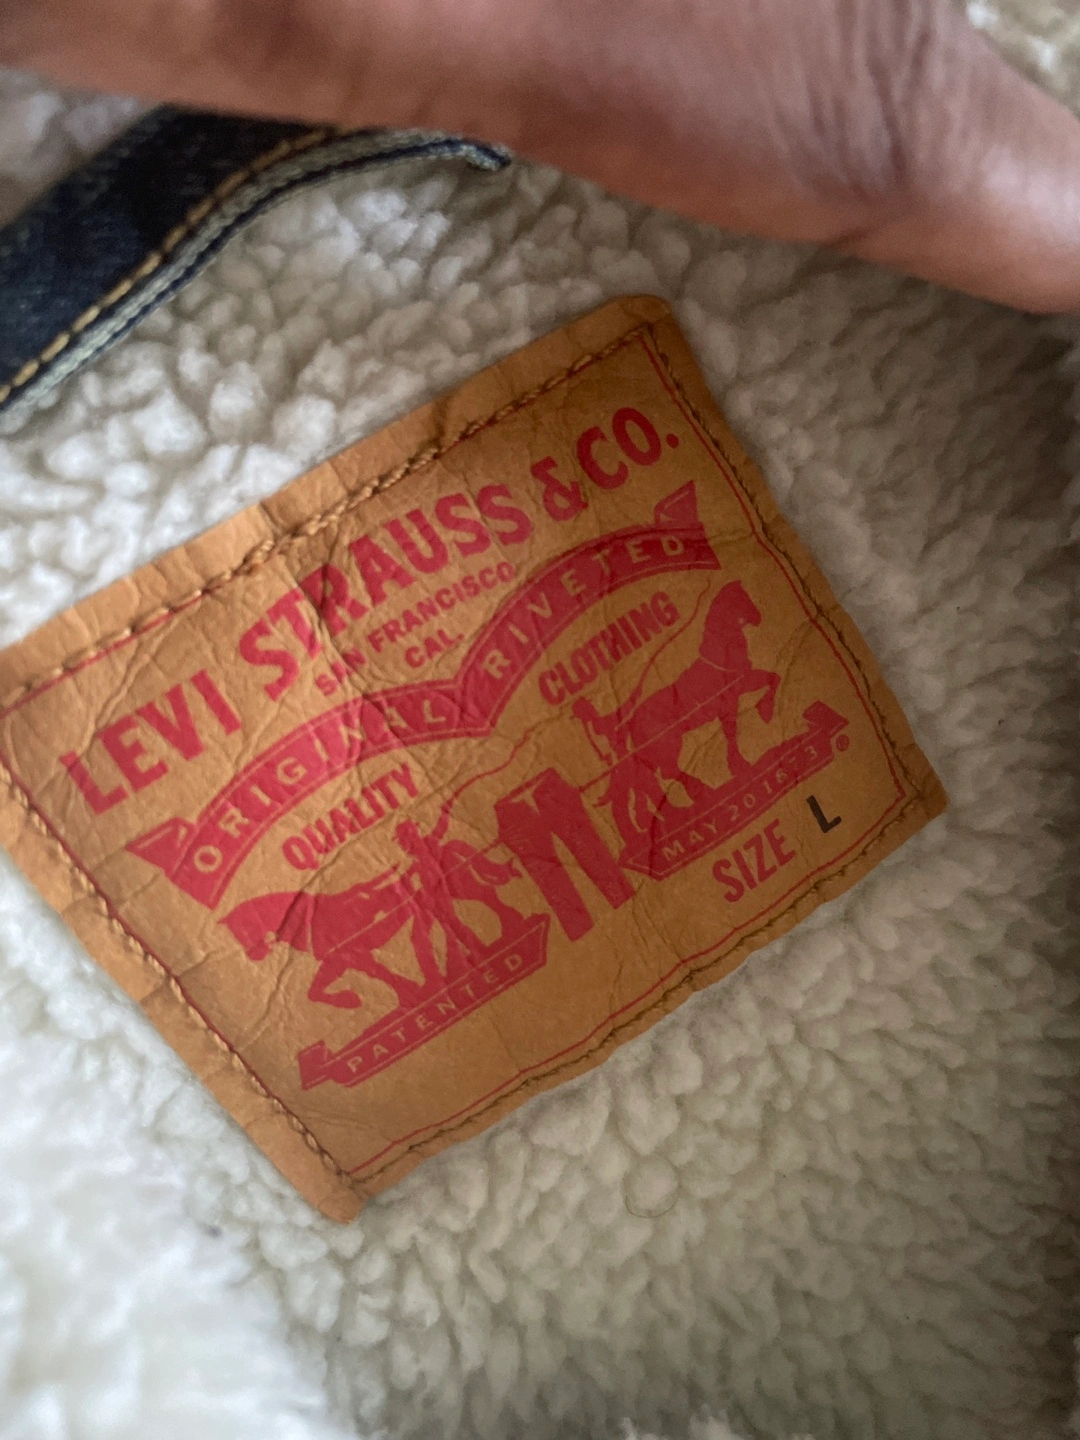 LEVI STRAUSS & CO.
SAN FRANCISCO
CAL.
ORIGINAL RIVETED
QUALITY CLOTHING
PATENTED
MAY 20 1873
®
SIZE L